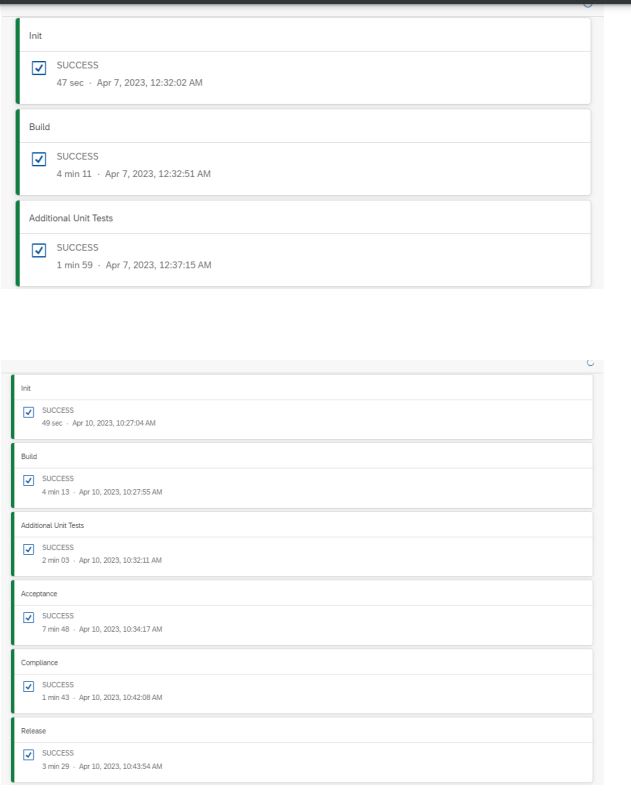 Init
SUCCESS
47 sec · Apr 7, 2023, 12:32:02 AM
Build
SUCCESS
4 min 11 · Apr 7, 2023, 12:32:51 AM
Additional Unit Tests
SUCCESS
1 min 59 · Apr 7, 2023, 12:37:15 AM
Init
SUCCESS
49 sec · Apr 10, 2023, 10:27:04 AM
Build
SUCCESS
4 min 13 · Apr 10, 2023, 10:27:55 AM
Additional Unit Tests
SUCCESS
2 min 03 · Apr 10, 2023, 10:32:11 AM
Acceptance
SUCCESS
7 min 48 · Apr 10, 2023, 10:34:17 AM
Compliance
SUCCESS
1 min 43 · Apr 10, 2023, 10:42:08 AM
Release
SUCCESS
3 min 29 · Apr 10, 2023, 10:43:54 AM